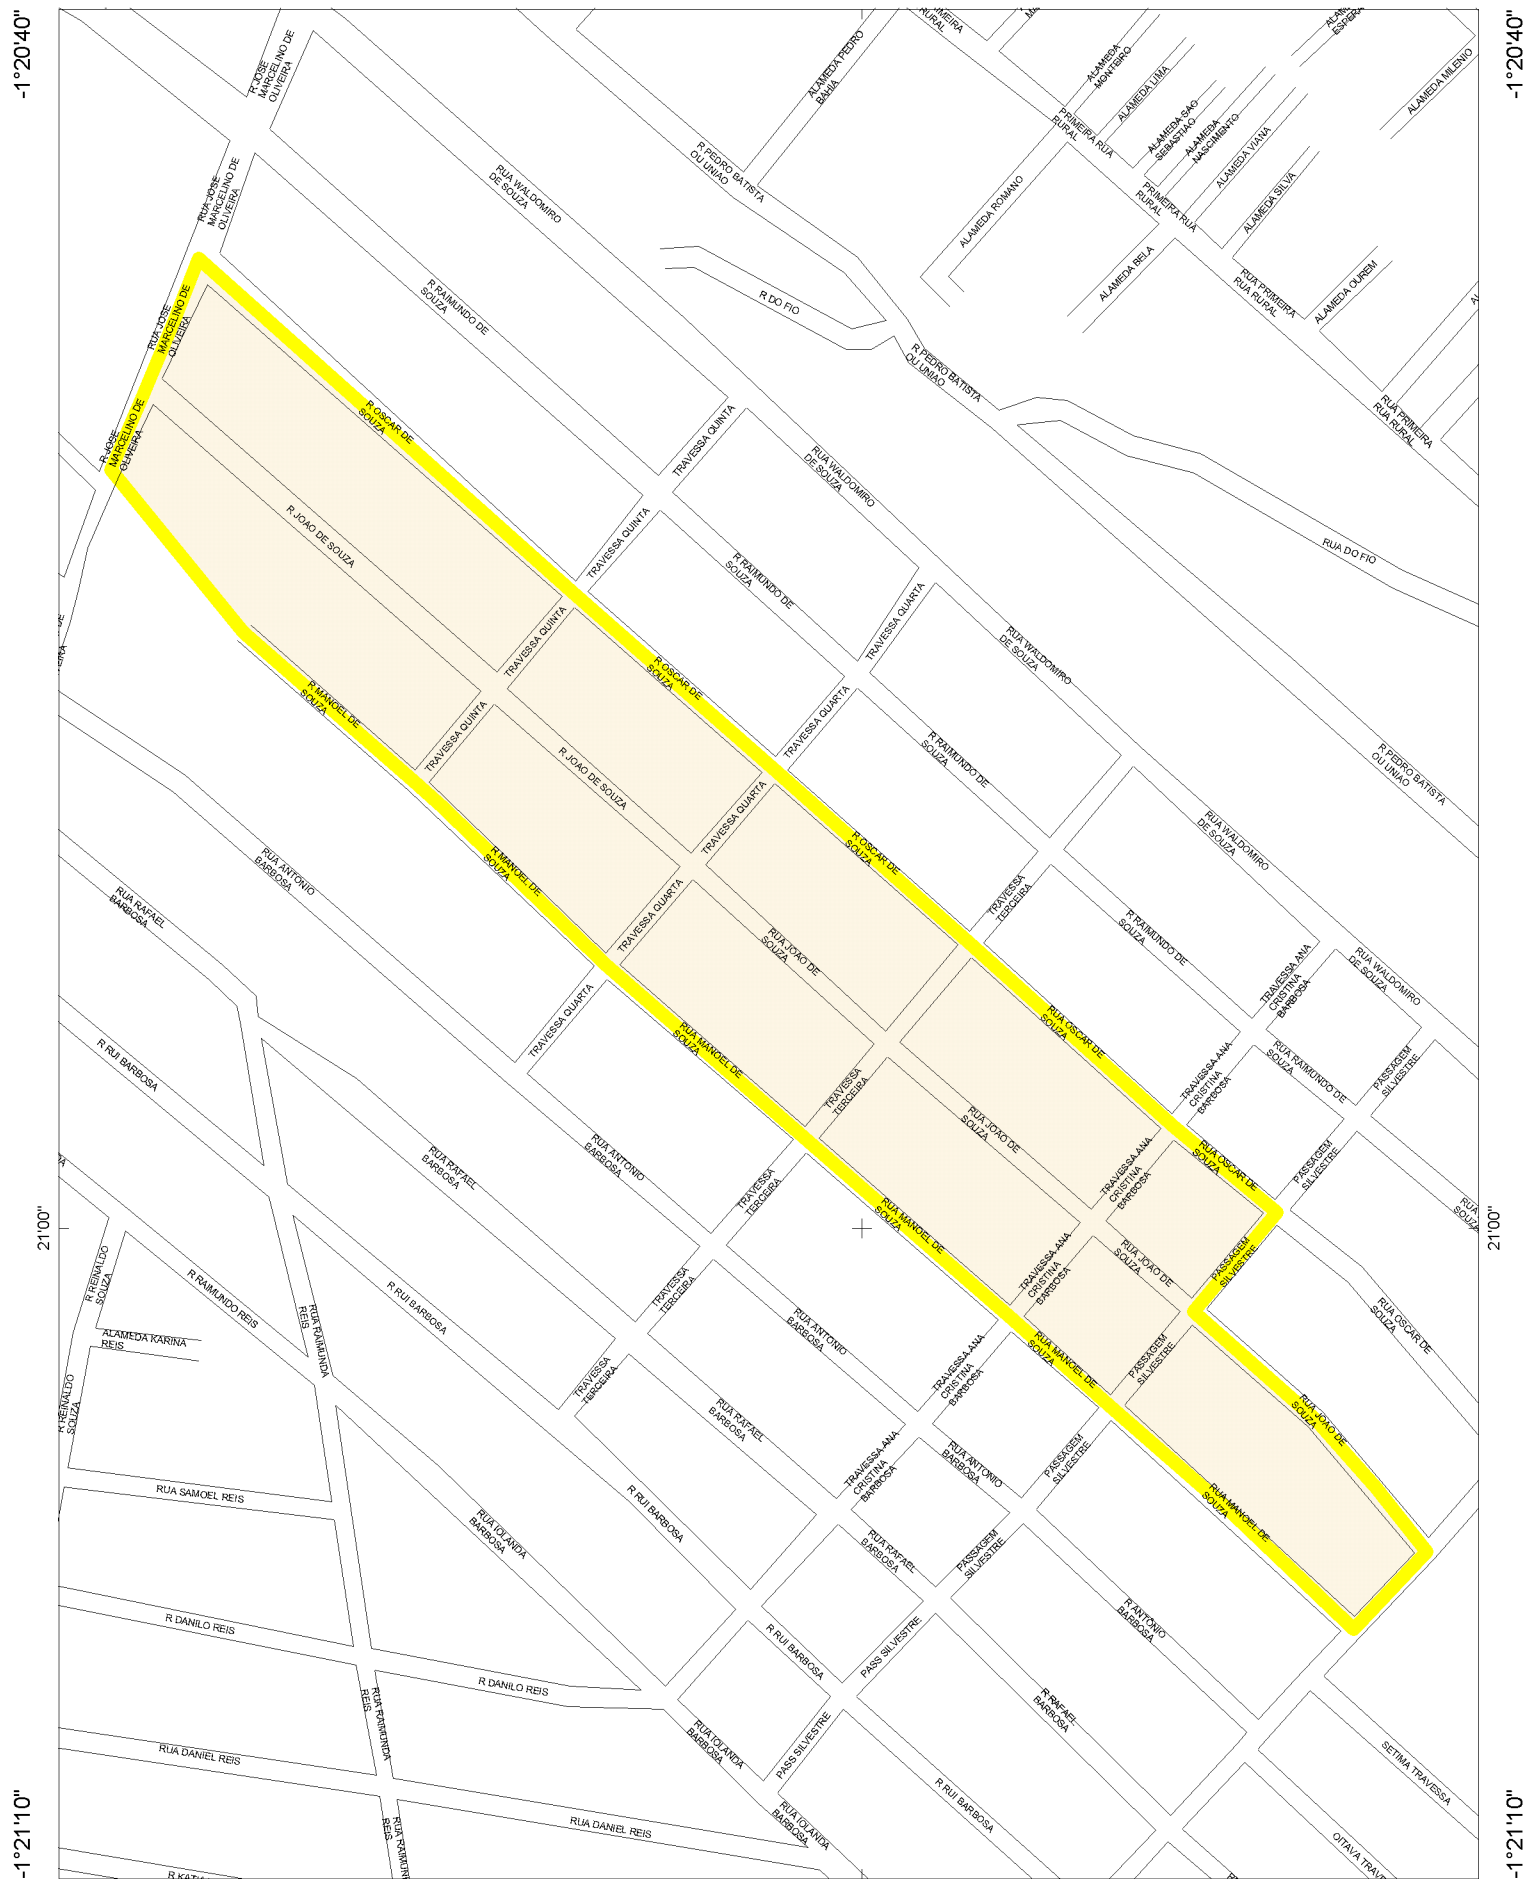 -1°20'40"
-1°20'40"
R JOSE
MARCELINO DE
OLIVEIRA
ALAMEDA PEDRO
BAHIA
RURAL
ALAMEDA
MONTEIRO
ALAMEDA LIMA
ALAMEDA MILENIO
PRIMEIRA RUA
RURAL
ALAMEDA SAO
SEBASTIAO
ALAMEDA
NASCIMENTO
ALAMEDA VIANA
RUA JOSE
MARCELINO DE
OLIVEIRA
RUA WALDOMIRO
DE SOUZA
R PEDRO BATISTA
OU UNIAO
ALAMEDA ROMANO
PRIMEIRA RUA
RURAL
ALAMEDA SILVA
ALAMEDA BELA
RUA PRIMEIRA
RUA RURAL
ALAMEDA OUREM
R RAIMUNDO DE
SOUZA
R DO FIO
RUA JOSE
MARCELINO DE
OLIVEIRA
R PEDRO BATISTA
OU UNIAO
RUA PRIMEIRA
RUA RURAL
R JOSE
MARCELINO DE
OLIVEIRA
R OSCAR DE
SOUZA
TRAVESSA QUINTA
RUA WALDOMIRO
DE SOUZA
R JOAO DE SOUZA
TRAVESSA QUINTA
R RAIMUNDO DE
SOUZA
RUA DO FIO
TRAVESSA QUINTA
TRAVESSA QUARTA
RUA WALDOMIRO
DE SOUZA
R OSCAR DE
SOUZA
R MANOEL DE
SOUZA
TRAVESSA QUINTA
TRAVESSA QUARTA
R RAIMUNDO DE
SOUZA
R PEDRO BATISTA
OU UNIAO
R JOAO DE SOUZA
TRAVESSA QUARTA
R OSCAR DE
SOUZA
RUA WALDOMIRO
DE SOUZA
RUA ANTONIO
BARBOSA
R MANOEL DE
SOUZA
TRAVESSA
TERCEIRA
RUA RAFAEL
BARBOSA
TRAVESSA QUARTA
RUA JOAO DE
SOUZA
R RAIMUNDO DE
SOUZA
TRAVESSA ANA
CRISTINA
BARBOSA
RUA WALDOMIRO
DE SOUZA
TRAVESSA QUARTA
RUA MANOEL DE
SOUZA
RUA OSCAR DE
SOUZA
R RUI BARBOSA
TRAVESSA
TERCEIRA
TRAVESSA ANA
CRISTINA
BARBOSA
RUA RAIMUNDO DE
SOUZA
PASSAGEM
SILVESTRE
RUA JOAO DE
SOUZA
RUA RAFAEL
BARBOSA
RUA ANTONIO
BARBOSA
TRAVESSA
TERCEIRA
TRAVESSA ANA
CRISTINA
BARBOSA
RUA OSCAR DE
SOUZA
PASSAGEM
SILVESTRE
RUA
SOUZA
21'00"
21'00"
RUA MANOEL DE
SOUZA
TRAVESSA ANA
CRISTINA
BARBOSA
RUA JOAO DE
SOUZA
PASSAGEM
SILVESTRE
R REINALDO
SOUZA
R RAIMUNDO REIS
TRAVESSA
TERCEIRA
R RUI BARBOSA
RUA RAIMUNDA
REIS
ALAMEDA KARINA
REIS
RUA ANTONIO
BARBOSA
RUA MANOEL DE
SOUZA
PASSAGEM
SILVESTRE
RUA OSCAR DE
SOUZA
TRAVESSA
TERCEIRA
TRAVESSA ANA
CRISTINA
BARBOSA
R REINALDO
SOUZA
RUA RAFAEL
BARBOSA
RUA JOAO DE
SOUZA
TRAVESSA ANA
CRISTINA
BARBOSA
RUA ANTONIO
BARBOSA
PASSAGEM
SILVESTRE
RUA SAMOEL REIS
R RUI BARBOSA
RUA MANOEL DE
SOUZA
RUA IOLANDA
BARBOSA
RUA RAFAEL
BARBOSA
PASSAGEM
SILVESTRE
R DANILO REIS
R ANTONIO
BARBOSA
R RUI BARBOSA
PASS SILVESTRE
R DANILO REIS
RUA RAIMUNDA
REIS
R RAFAEL
BARBOSA
RUA DANIEL REIS
RUA IOLANDA
BARBOSA
PASS SILVESTRE
SETIMA TRAVESSA
R RUI BARBOSA
RUA DANIEL REIS
RUA IOLANDA
BARBOSA
REIS
-1°21'10"
-1°21'10"